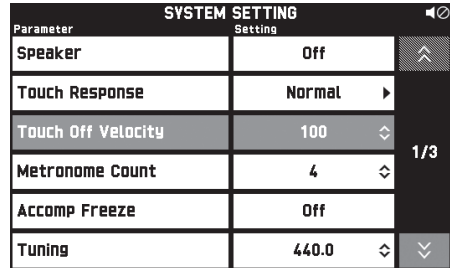 SYSTEM SETTING
Parameter Setting
Speaker Off
Touch Response Normal
Touch Off Velocity 100
1/3
Metronome Count 4
Accomp Freeze Off
Tuning 440.0